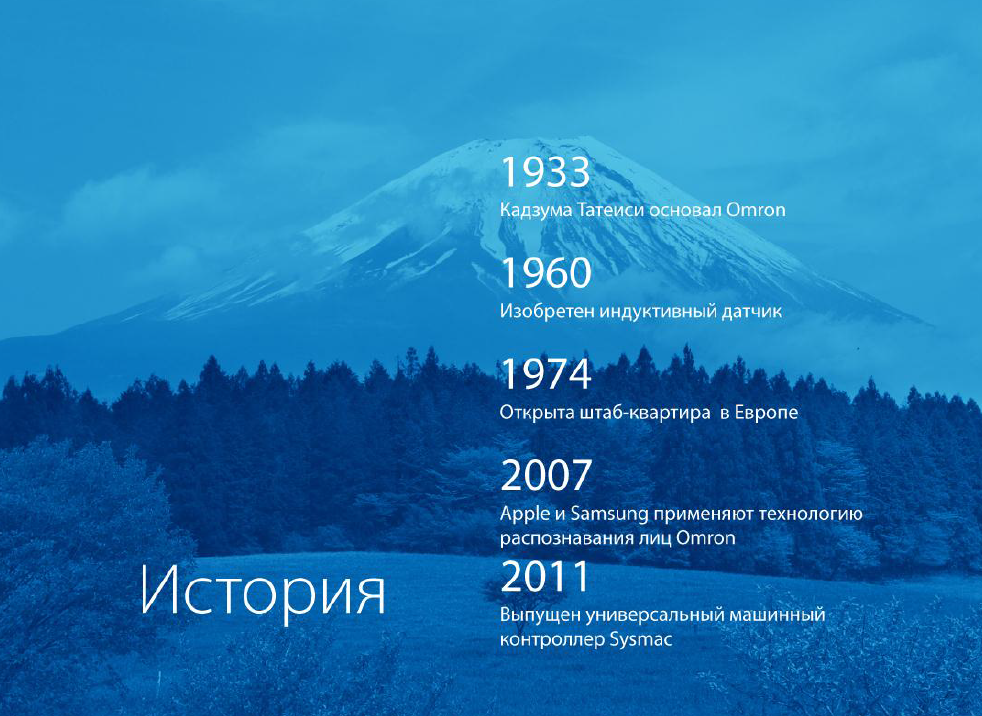 1933
Кадзума Татеиси основал Omron
1960
Изобретен индуктивный датчик
1974
Открыта штаб-квартира в Европе
2007
Apple и Samsung применяют технологию
распознавания лиц Omron
2011
Выпущен универсальный машинный
контроллер Sysmac
История